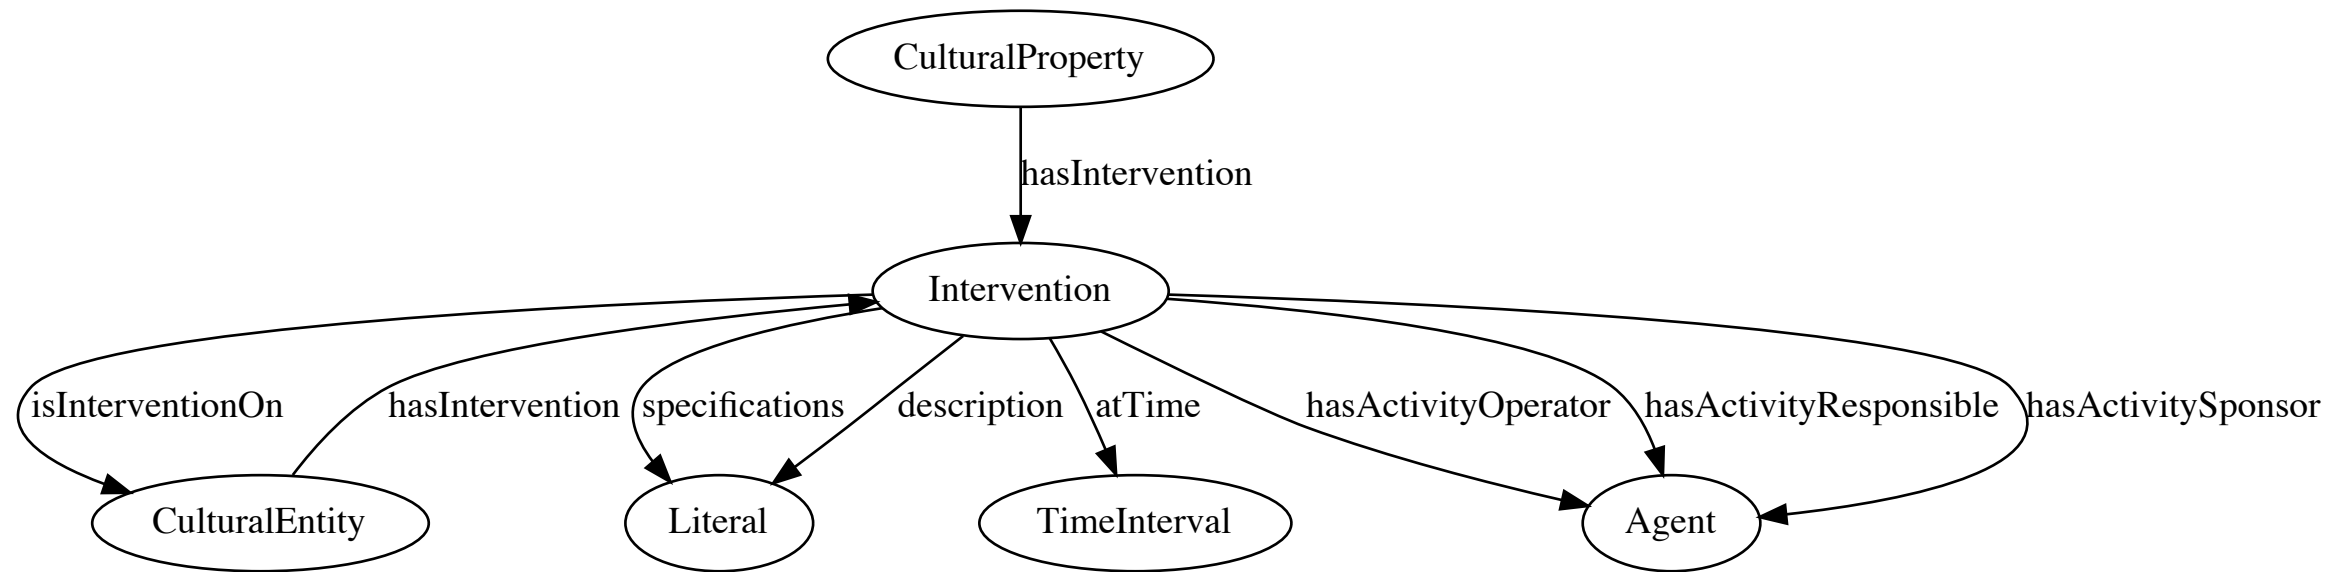 CulturalProperty
hasIntervention
Intervention
isInterventionOn
hasIntervention
specifications
description
atTime
hasActivityOperator
hasActivityResponsible
hasActivitySponsor
CulturalEntity
Literal
TimeInterval
Agent